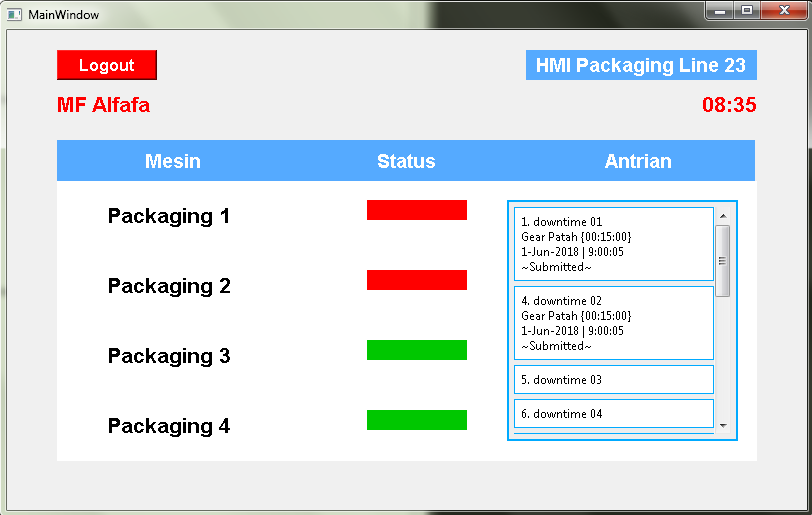 MainWindow
Logout
HMI Packaging Line 23
MF Alfafa
08:35
Mesin
Status
Antrian
Packaging 1
Packaging 2
Packaging 3
Packaging 4
1. downtime 01
Gear Patah {00:15:00}
1-Jun-2018 | 9:00:05
~Submitted~
4. downtime 02
Gear Patah {00:15:00}
1-Jun-2018 | 9:00:05
~Submitted~
5. downtime 03
6. downtime 04